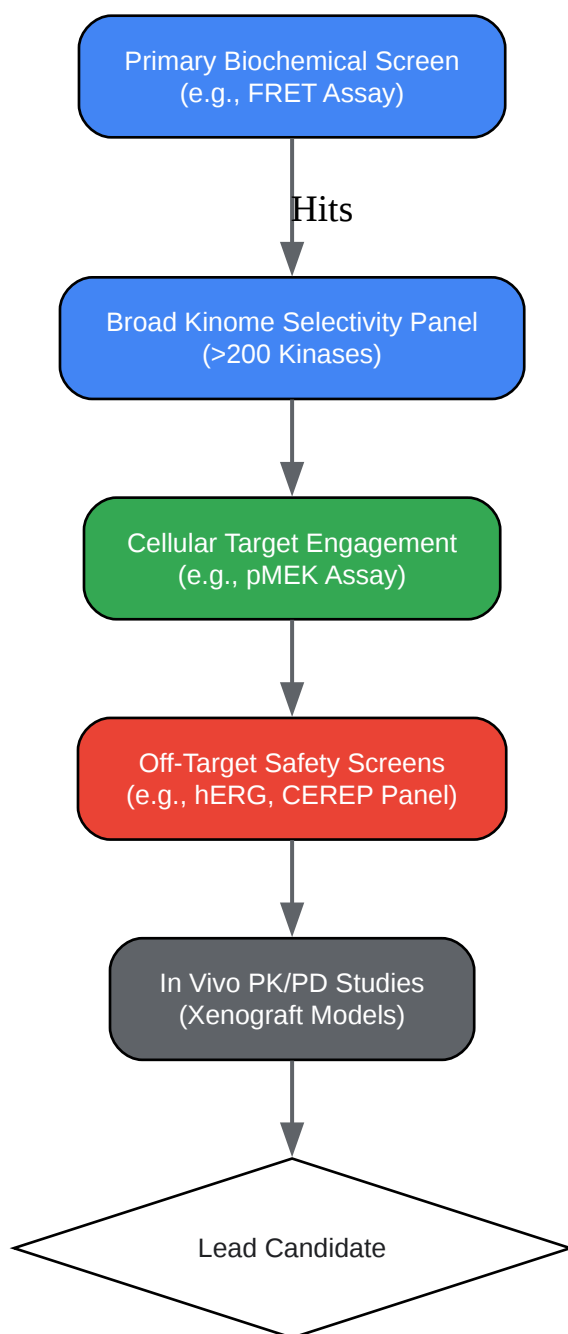 Primary Biochemical Screen
(e.g., FRET Assay)
Hits
Broad Kinome Selectivity Panel
(>200 Kinases)
Cellular Target Engagement
(e.g., pMEK Assay)
Off-Target Safety Screens
(e.g., hERG, CEREP Panel)
In Vivo PK/PD Studies
(Xenograft Models)
Lead Candidate